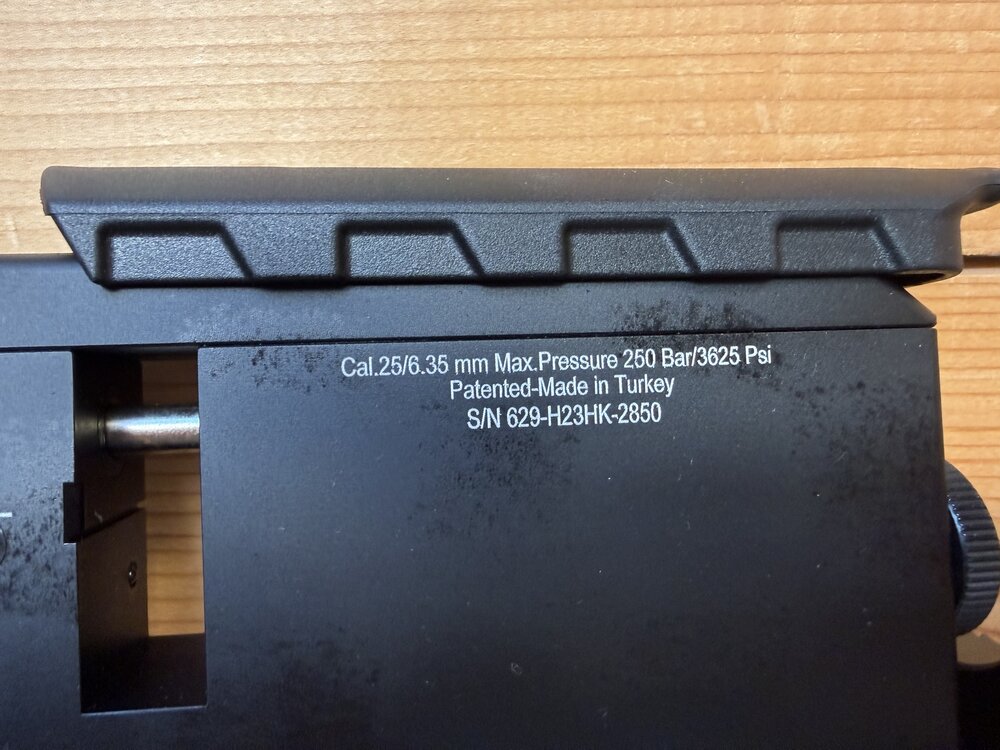 Cal.25/6.35 mm Max.Pressure 250 Bar/3625 Psi
Patented-Made in Turkey
S/N 629-H23HK-2850